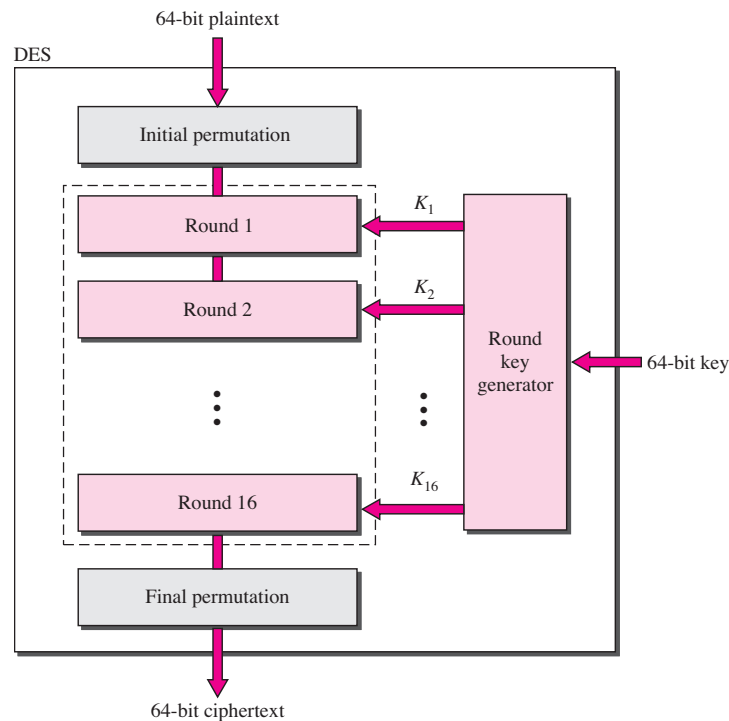 64-bit plaintext
DES
Initial permutation
Round 1
K1
Round 2
K2
Round
key
generator
64-bit key
Round 16
K16
Final permutation
64-bit ciphertext